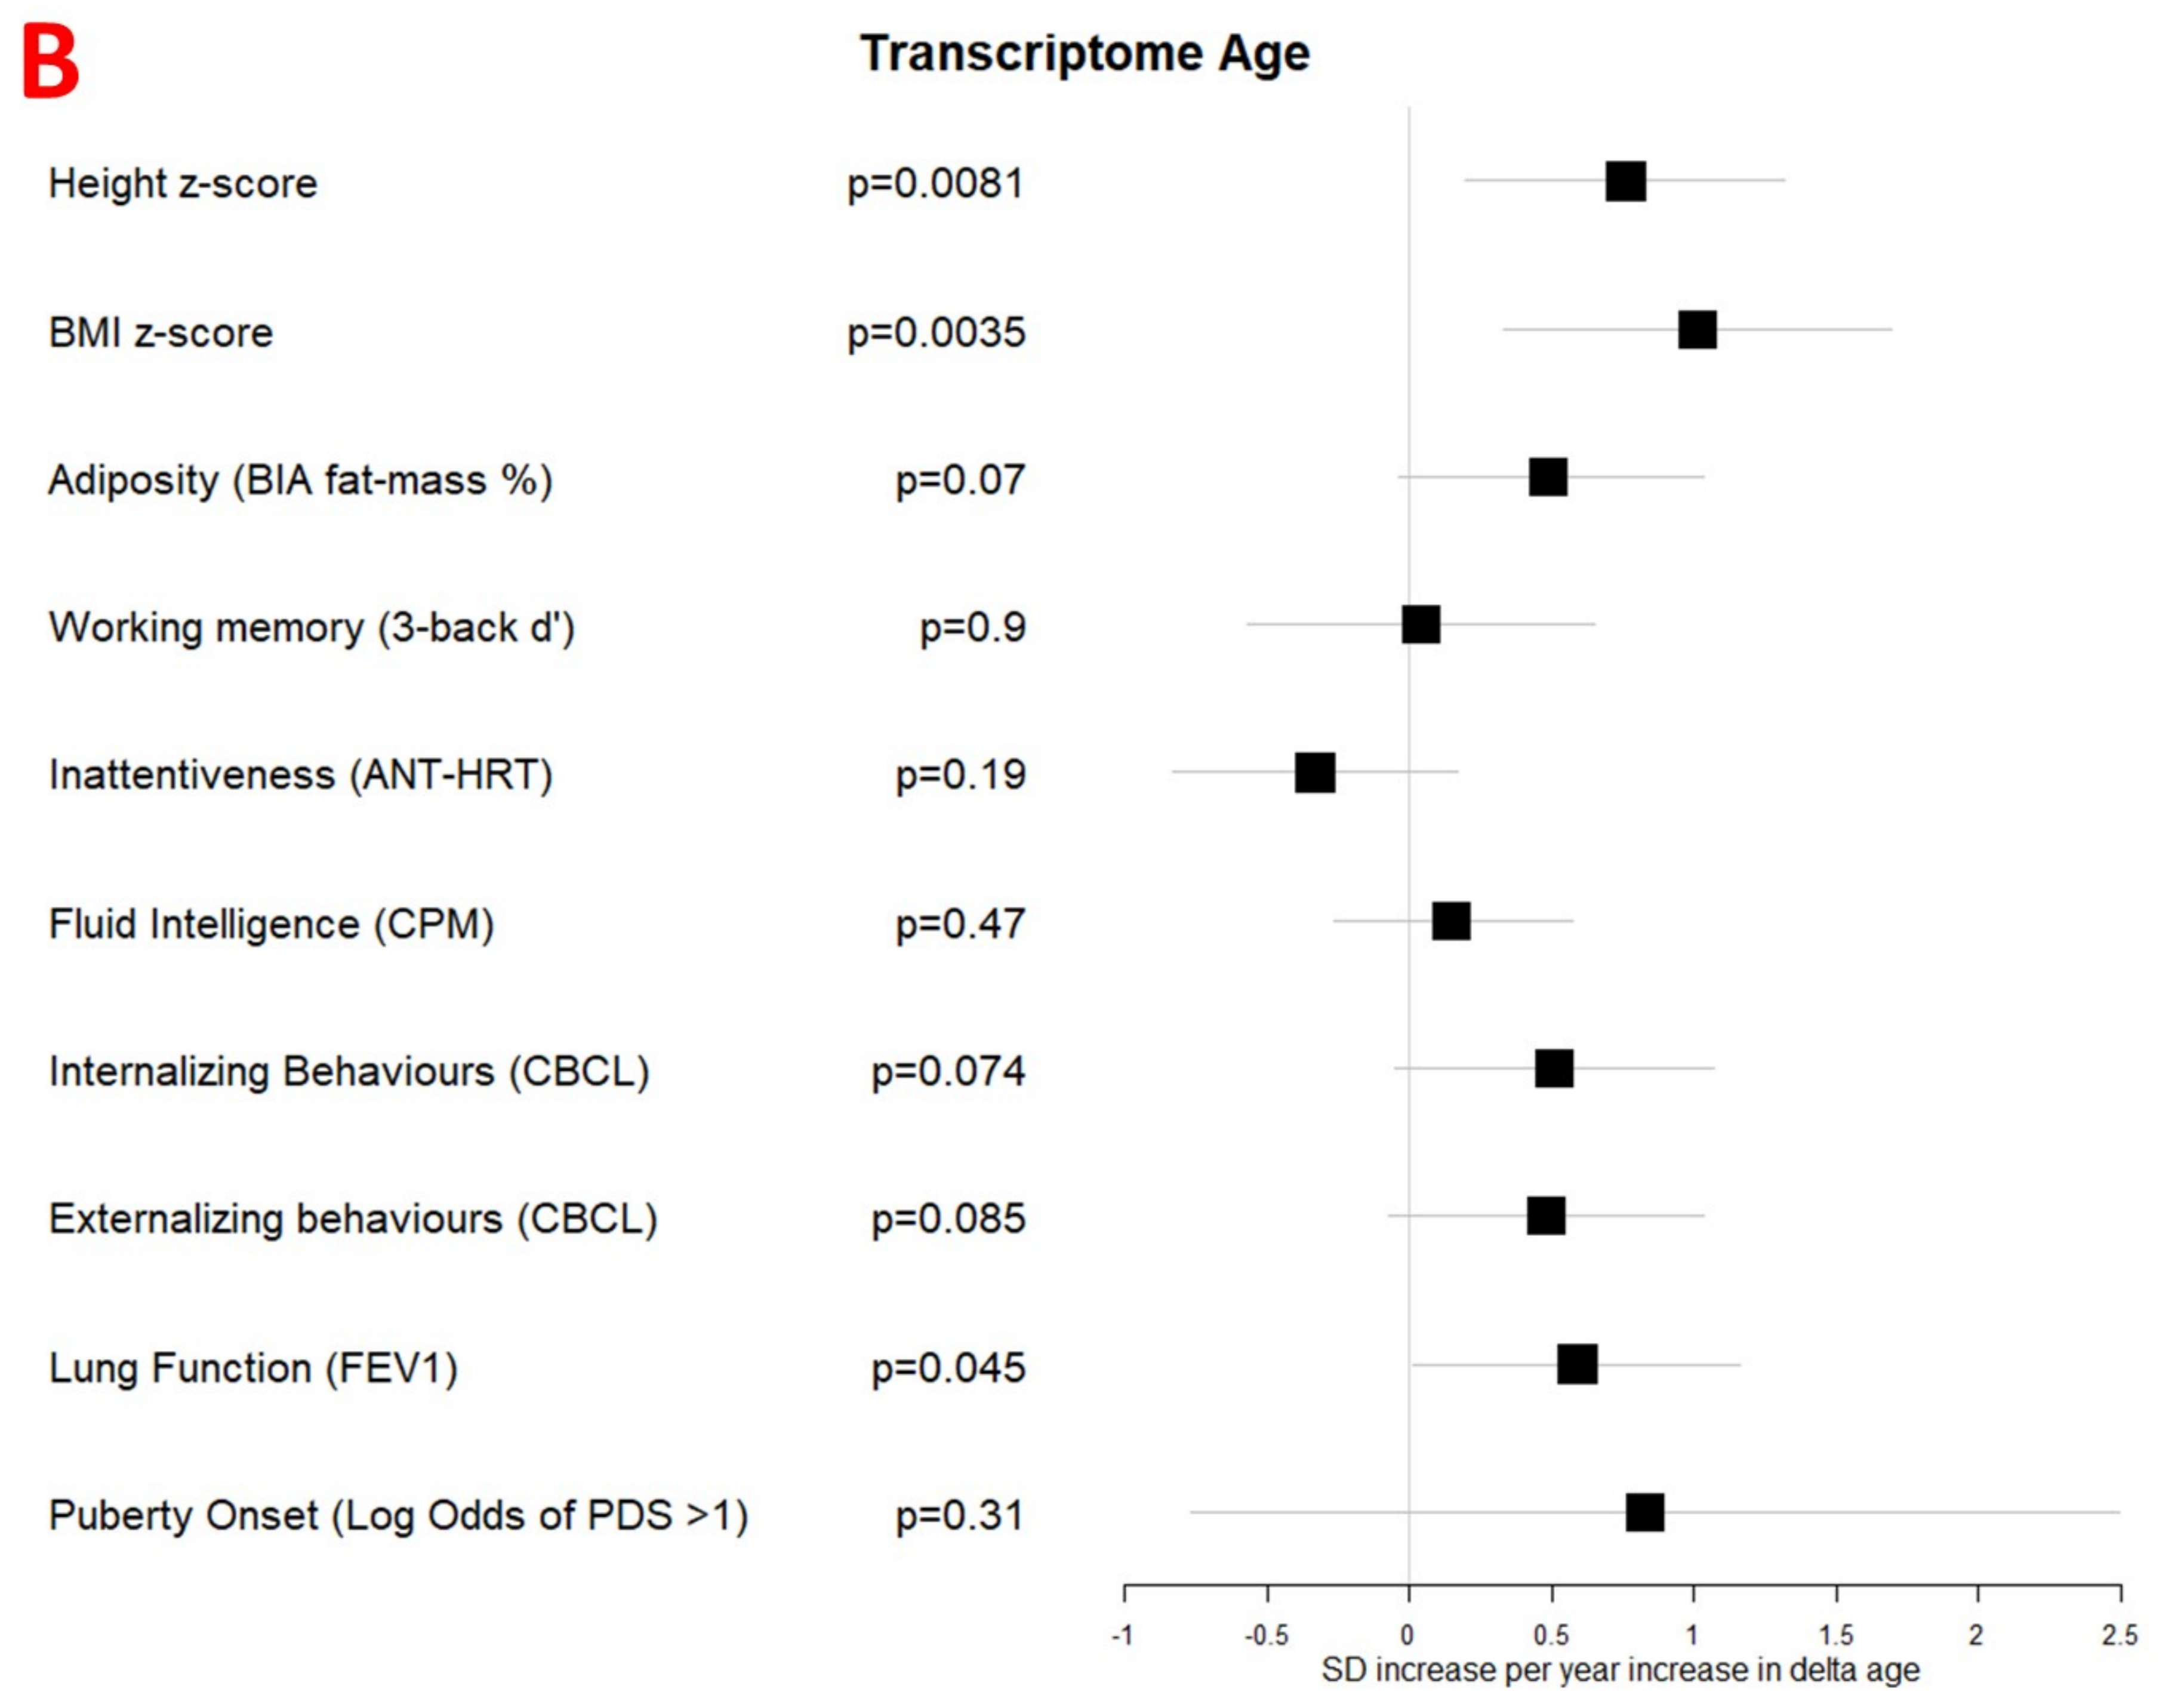 B
Transcriptome Age
Height z-score p=0.0081
BMI z-score p=0.0035
Adiposity (BIA fat-mass %) p=0.07
Working memory (3-back d') p=0.9
Inattentiveness (ANT-HRT) p=0.19
Fluid Intelligence (CPM) p=0.47
Internalizing Behaviours (CBCL) p=0.074
Externalizing behaviours (CBCL) p=0.085
Lung Function (FEV1) p=0.045
Puberty Onset (Log Odds of PDS >1) p=0.31
-1 -0.5 0 0.5 1 1.5 2 2.5
SD increase per year increase in delta age